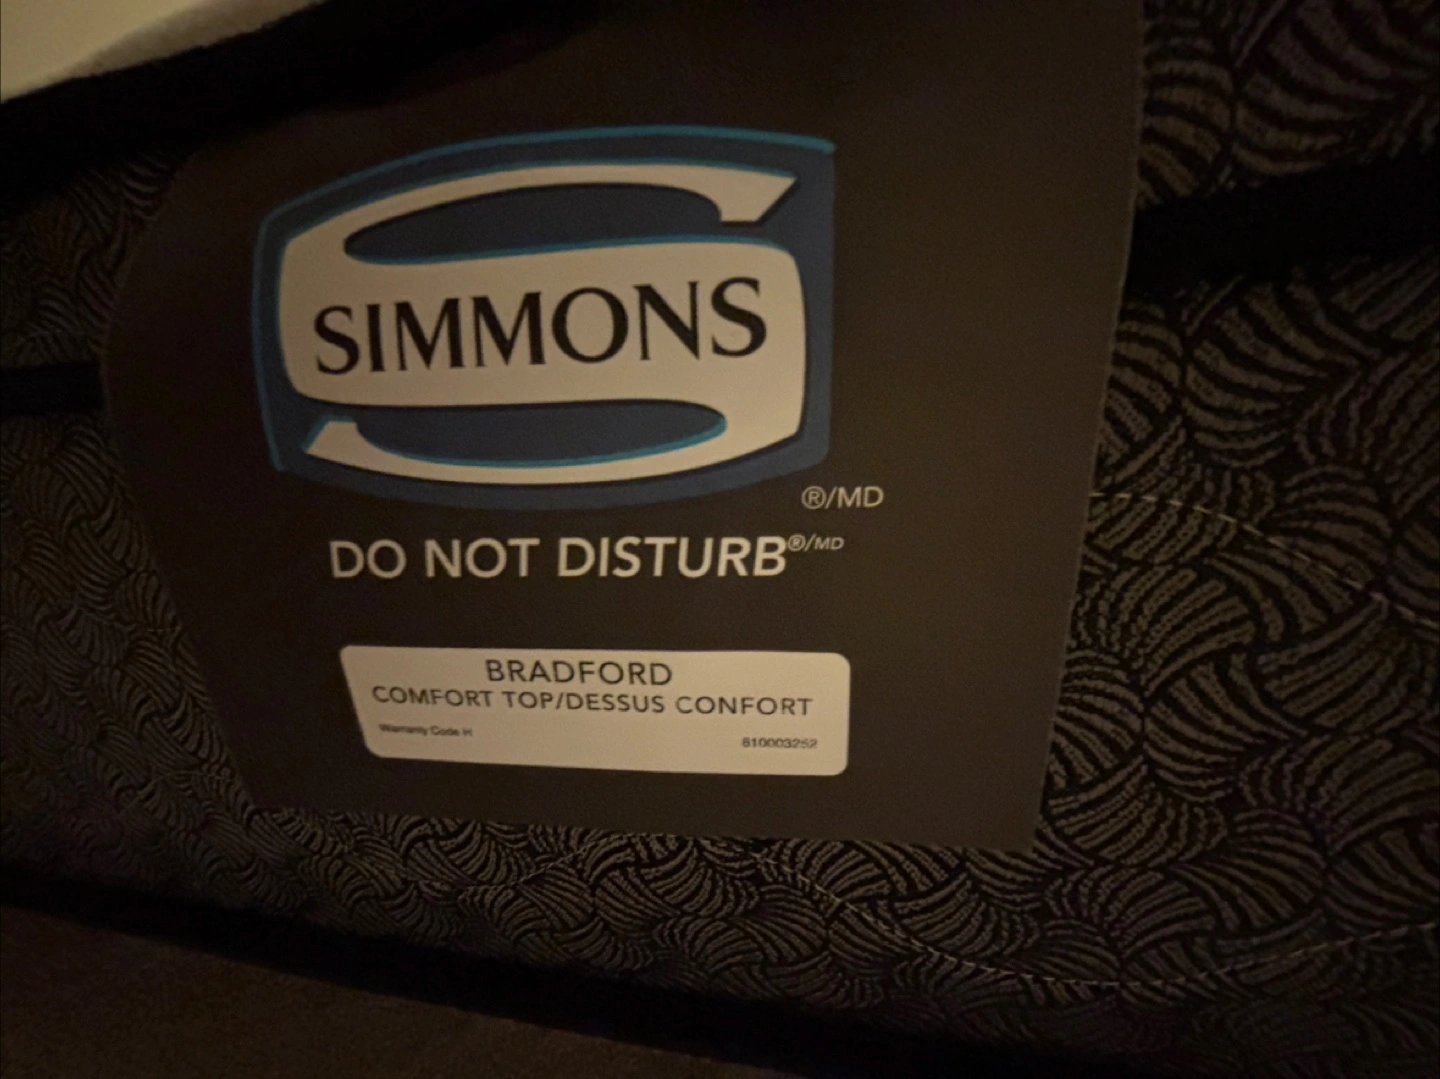 SIMMONS
®/MD
DO NOT DISTURB®/MD
BRADFORD
COMFORT TOP/DESSUS CONFORT
Warranty Code H
810003252